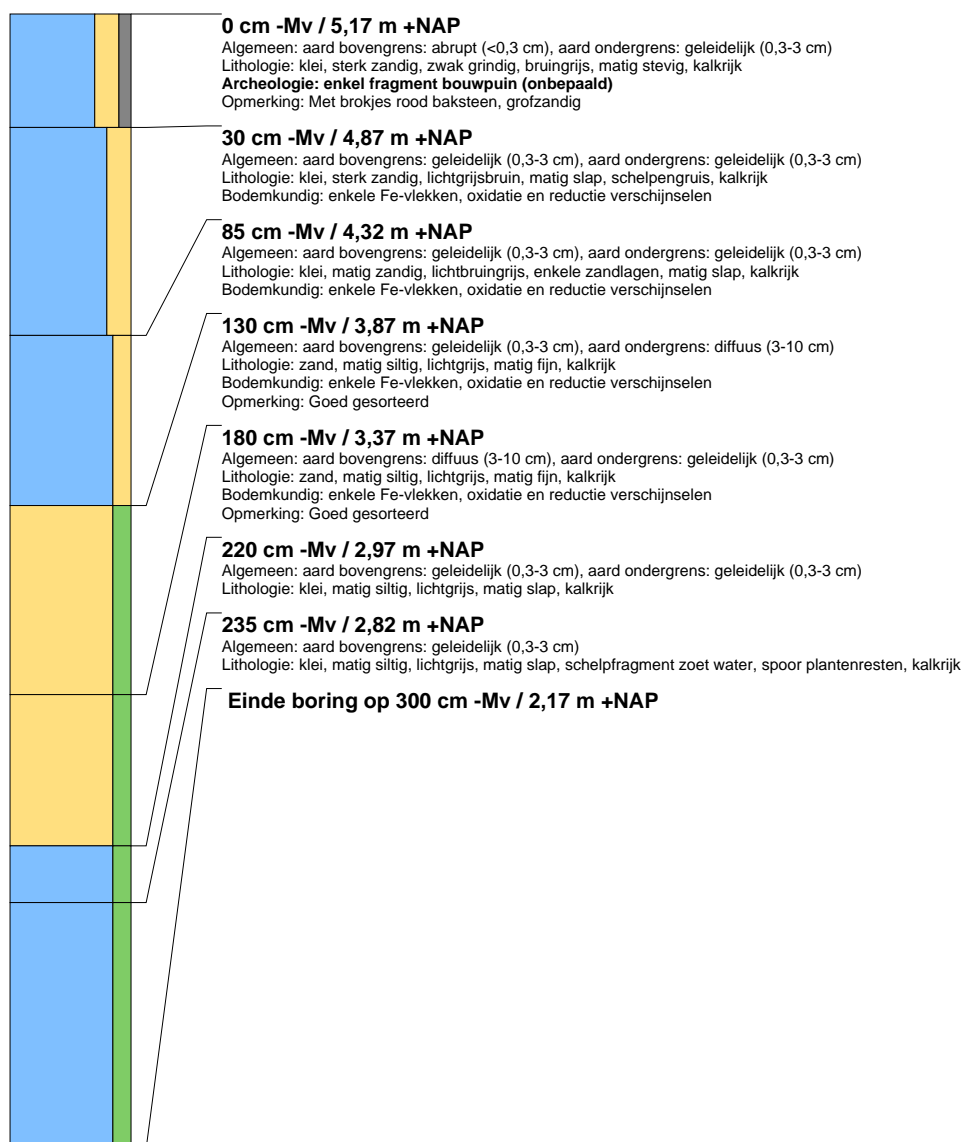 0 cm -Mv / 5,17 m +NAP
Algemeen: aard bovengrens: abrupt (<0,3 cm), aard ondergrens: geleidelijk (0,3-3 cm)
Lithologie: klei, sterk zandig, zwak grindig, bruingrijs, matig stevig, kalkrijk
Archeologie: enkel fragment bouwpuin (onbepaald)
Opmerking: Met brokjes rood baksteen, grofzandig
30 cm -Mv / 4,87 m +NAP
Algemeen: aard bovengrens: geleidelijk (0,3-3 cm), aard ondergrens: geleidelijk (0,3-3 cm)
Lithologie: klei, sterk zandig, lichtgrijsbruin, matig slap, schelpengruis, kalkrijk
Bodemkundig: enkele Fe-vlekken, oxidatie en reductie verschijnselen
85 cm -Mv / 4,32 m +NAP
Algemeen: aard bovengrens: geleidelijk (0,3-3 cm), aard ondergrens: geleidelijk (0,3-3 cm)
Lithologie: klei, matig zandig, lichtbruingrijs, enkele zandlagen, matig slap, kalkrijk
Bodemkundig: enkele Fe-vlekken, oxidatie en reductie verschijnselen
130 cm -Mv / 3,87 m +NAP
Algemeen: aard bovengrens: geleidelijk (0,3-3 cm), aard ondergrens: diffuus (3-10 cm)
Lithologie: zand, matig siltig, lichtgrijs, matig fijn, kalkrijk
Bodemkundig: enkele Fe-vlekken, oxidatie en reductie verschijnselen
Opmerking: Goed gesorteerd
180 cm -Mv / 3,37 m +NAP
Algemeen: aard bovengrens: diffuus (3-10 cm), aard ondergrens: geleidelijk (0,3-3 cm)
Lithologie: zand, matig siltig, lichtgrijs, matig fijn, kalkrijk
Bodemkundig: enkele Fe-vlekken, oxidatie en reductie verschijnselen
Opmerking: Goed gesorteerd
220 cm -Mv / 2,97 m +NAP
Algemeen: aard bovengrens: geleidelijk (0,3-3 cm), aard ondergrens: geleidelijk (0,3-3 cm)
Lithologie: klei, matig siltig, lichtgrijs, matig slap, kalkrijk
235 cm -Mv / 2,82 m +NAP
Algemeen: aard bovengrens: geleidelijk (0,3-3 cm)
Lithologie: klei, matig siltig, lichtgrijs, matig slap, schelpfragment zoet water, spoor plantenresten, kalkrijk
Einde boring op 300 cm -Mv / 2,17 m +NAP